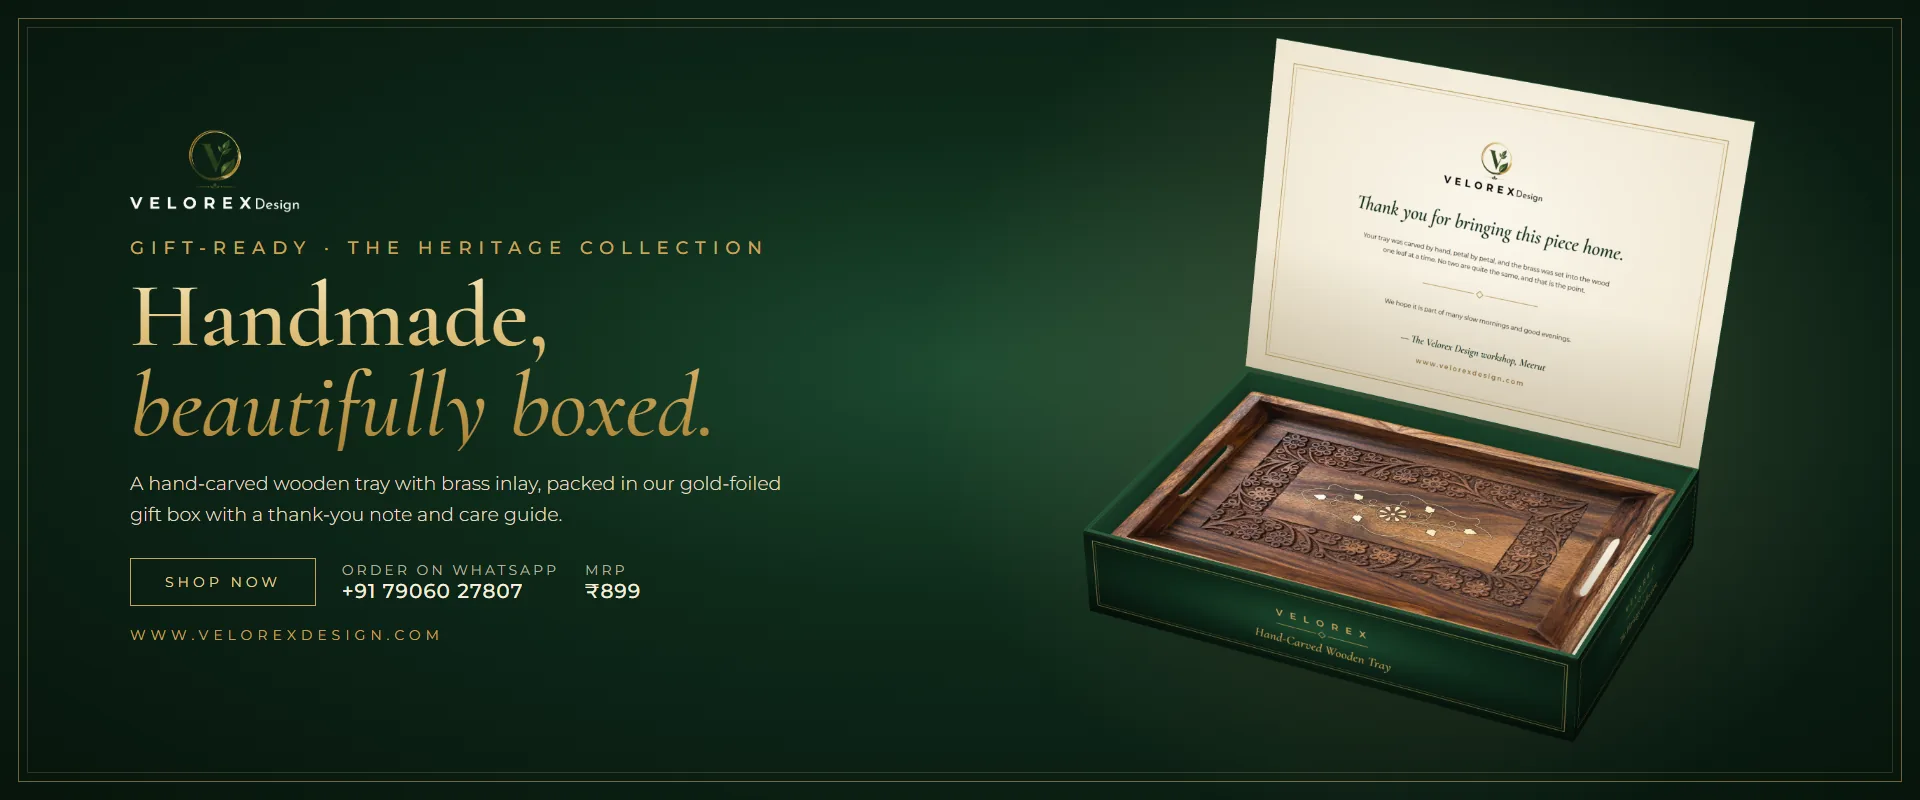 V
VELOREX Design
GIFT-READY · THE HERITAGE COLLECTION
Handmade,
beautifully boxed.
A hand-carved wooden tray with brass inlay, packed in our gold-foiled
gift box with a thank-you note and care guide.
SHOP NOW
ORDER ON WHATSAPP
+91 79060 27807
MRP
₹899
WWW.VELOREXDESIGN.COM
V
VELOREX Design
Thank you for bringing this piece home.
Your tray was carved by hand, petal by petal, and the brass was set into the wood
one leaf at a time. No two are quite the same, and that is the point.
We hope it is part of many slow mornings and good evenings.
— The Velorex Design workshop, Meerut
www.velorexdesign.com
VELOREX
Hand-Carved Wooden Tray